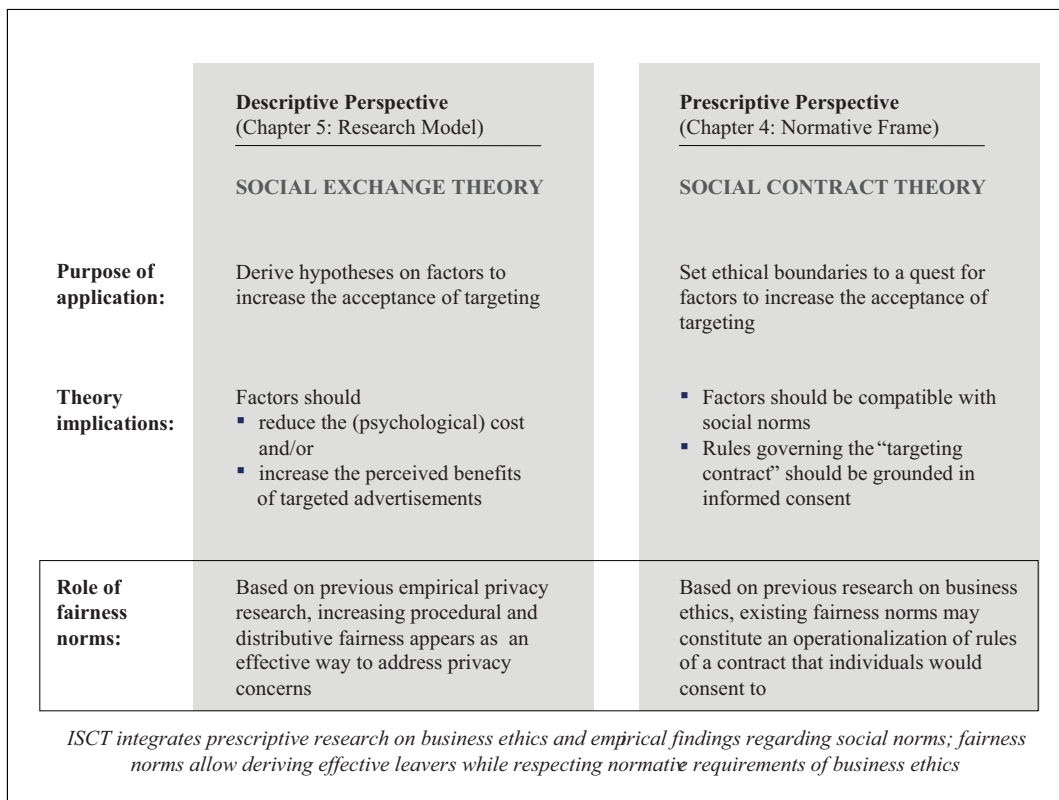 Descriptive Perspective
(Chapter 5: Research Model)
SOCIAL EXCHANGE THEORY
Prescriptive Perspective
(Chapter 4: Normative Frame)
SOCIAL CONTRACT THEORY
Purpose of
application:
Derive hypotheses on factors to
increase the acceptance of targeting
Set ethical boundaries to a quest for
factors to increase the acceptance of
targeting
Theory
implications:
Factors should
▪ reduce the (psychological) cost
and/or
▪ increase the perceived benefits
of targeted advertisements
▪ Factors should be compatible with
social norms
▪ Rules governing the “targeting
contract” should be grounded in
informed consent
Role of
fairness
norms:
Based on previous empirical privacy
research, increasing procedural and
distributive fairness appears as an
effective way to address privacy
concerns
Based on previous research on business
ethics, existing fairness norms may
constitute an operationalization of rules
of a contract that individuals would
consent to
ISCT integrates prescriptive research on business ethics and empirical findings regarding social norms; fairness
norms allow deriving effective leavers while respecting normative requirements of business ethics